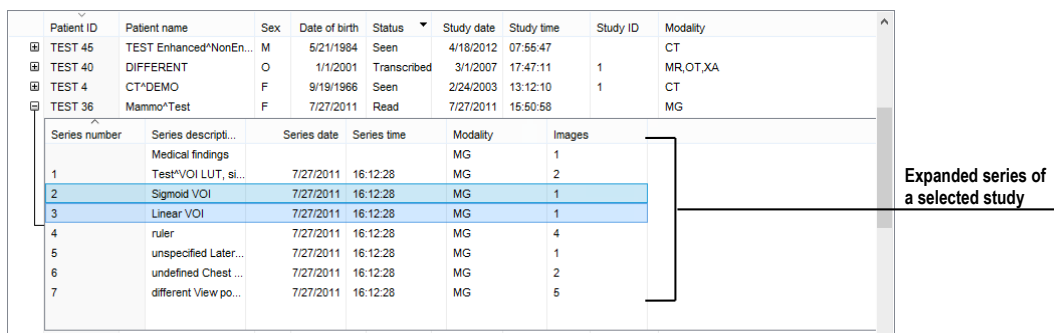 Patient ID Patient name Sex Date of birth Status Study date Study time Study ID Modality
TEST 45 TEST Enhanced^NonEn... M 5/21/1984 Seen 4/18/2012 07:55:47 CT
TEST 40 DIFFERENT O 1/1/2001 Transcribed 3/1/2007 17:47:11 1 MR,OT,XA
TEST 4 CT^DEMO F 9/19/1966 Seen 2/24/2003 13:12:10 1 CT
TEST 36 Mammo^Test F 7/27/2011 Read 7/27/2011 15:50:58 MG
Series number Series descripti... Series date Series time Modality Images
Medical findings MG 1
1 Test^VOI LUT, si... 7/27/2011 16:12:28 MG 2
2 Sigmoid VOI 7/27/2011 16:12:28 MG 1
3 Linear VOI 7/27/2011 16:12:28 MG 1
4 ruler 7/27/2011 16:12:28 MG 4
5 unspecified Later... 7/27/2011 16:12:28 MG 1
6 undefined Chest ... 7/27/2011 16:12:28 MG 2
7 different View po... 7/27/2011 16:12:28 MG 5
Expanded series of
a selected study